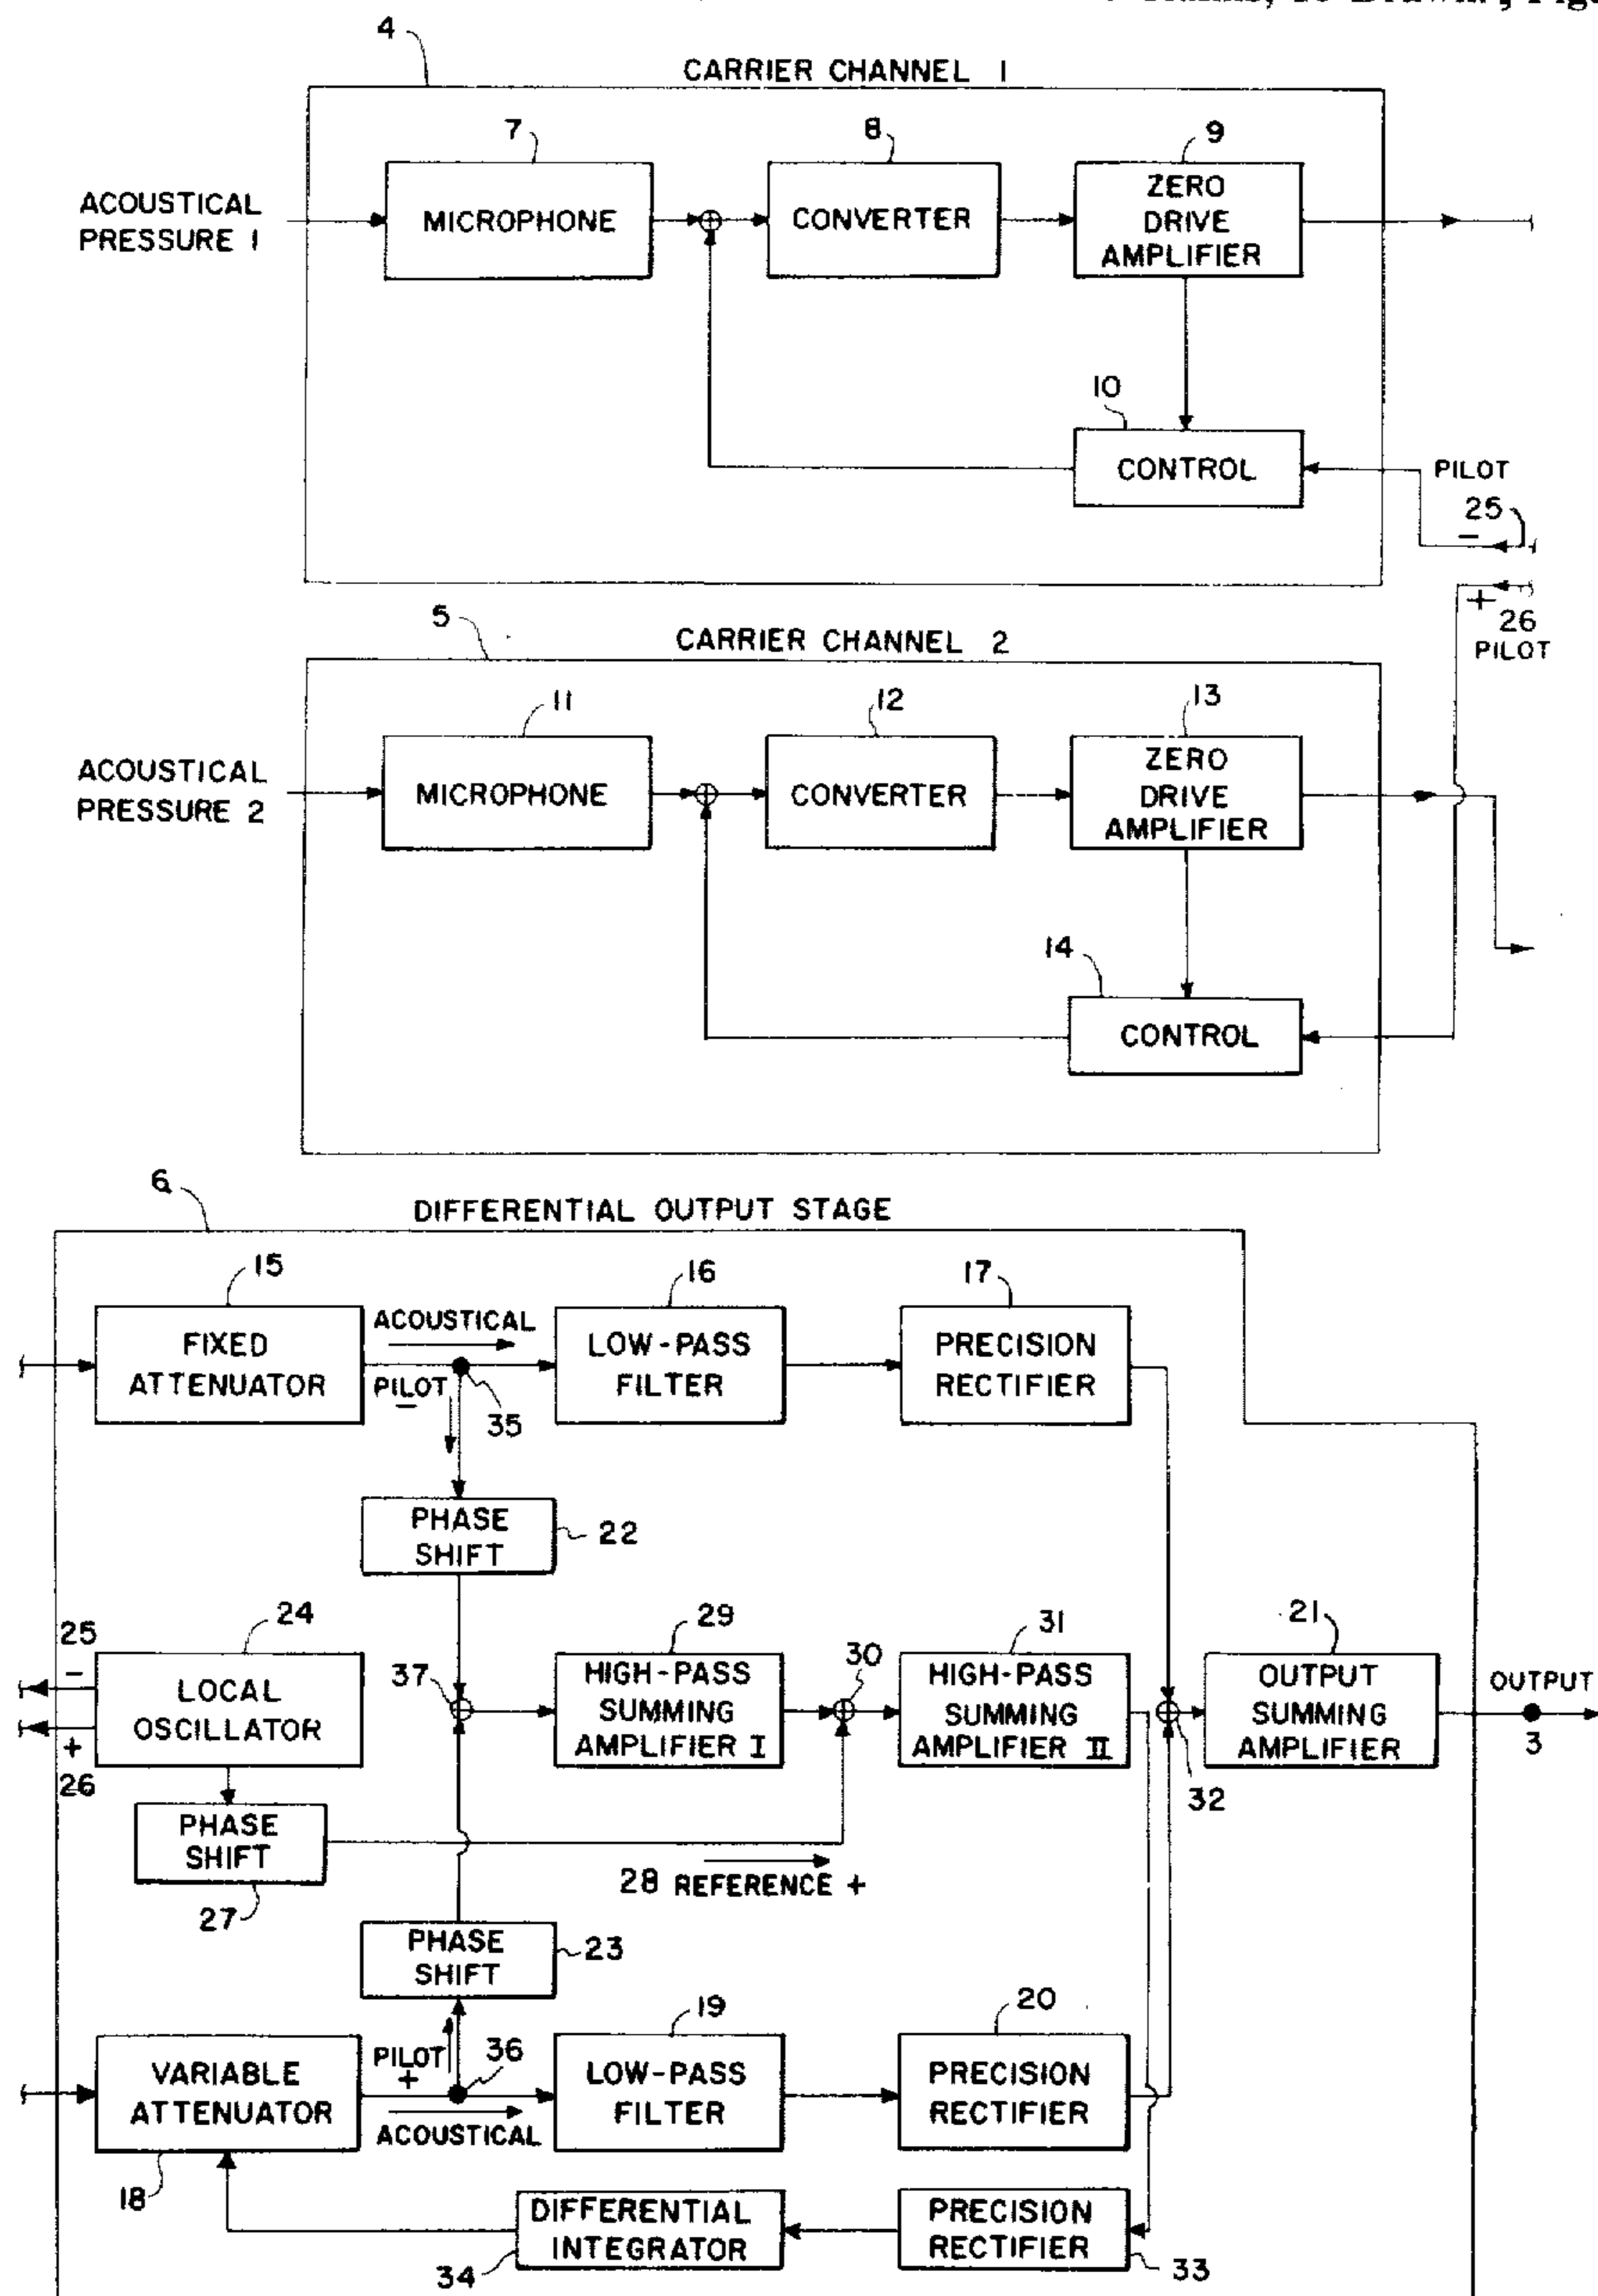 4
CARRIER CHANNEL 1
7
8
9
ACOUSTICAL
PRESSURE 1
MICROPHONE
CONVERTER
ZERO
DRIVE
AMPLIFIER
10
CONTROL
PILOT
25
-
+
26
PILOT
5
CARRIER CHANNEL 2
11
12
13
ACOUSTICAL
PRESSURE 2
MICROPHONE
CONVERTER
ZERO
DRIVE
AMPLIFIER
14
CONTROL
6
DIFFERENTIAL OUTPUT STAGE
15
16
17
FIXED
ATTENUATOR
ACOUSTICAL
PILOT
-
35
LOW-PASS
FILTER
PRECISION
RECTIFIER
PHASE
SHIFT
22
25
-
24
29
30
31
21
LOCAL
OSCILLATOR
37
HIGH-PASS
SUMMING
AMPLIFIER I
HIGH-PASS
SUMMING
AMPLIFIER II
OUTPUT
SUMMING
AMPLIFIER
OUTPUT
3
+
26
32
PHASE
SHIFT
27
28 REFERENCE +
PHASE
SHIFT
23
19
20
VARIABLE
ATTENUATOR
PILOT
+
36
ACOUSTICAL
LOW-PASS
FILTER
PRECISION
RECTIFIER
18
DIFFERENTIAL
INTEGRATOR
34
PRECISION
RECTIFIER
33